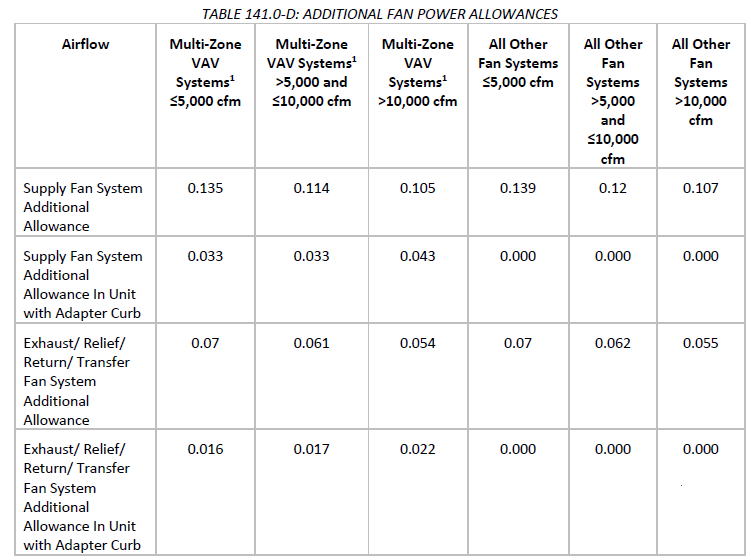 TABLE 141.0-D: ADDITIONAL FAN POWER ALLOWANCES
Airflow
Multi-Zone
VAV
Systems¹
≤5,000 cfm
Multi-Zone
VAV Systems¹
>5,000 and
≤10,000 cfm
Multi-Zone
VAV
Systems¹
>10,000 cfm
All Other
Fan Systems
≤5,000 cfm
All Other
Fan
Systems
>5,000
and
≤10,000
cfm
All Other
Fan
Systems
>10,000
cfm
Supply Fan System
Additional
Allowance
0.135
0.114
0.105
0.139
0.12
0.107
Supply Fan System
Additional
Allowance In Unit
with Adapter Curb
0.033
0.033
0.043
0.000
0.000
0.000
Exhaust/ Relief/
Return/ Transfer
Fan System
Additional
Allowance
0.07
0.061
0.054
0.07
0.062
0.055
Exhaust/ Relief/
Return/ Transfer
Fan System
Additional
Allowance In Unit
with Adapter Curb
0.016
0.017
0.022
0.000
0.000
0.000